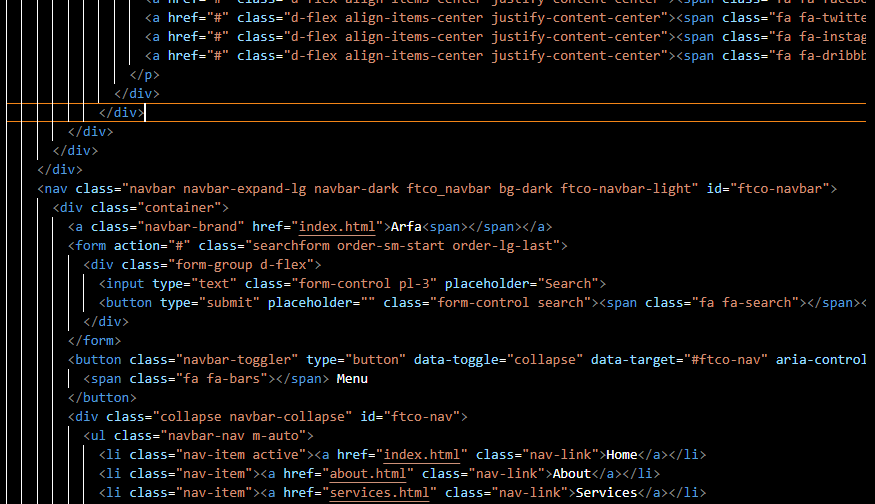 <a href="#" class="d-flex align-items-center justify-content-center"><span class="fa fa-facebo
<a href="#" class="d-flex align-items-center justify-content-center"><span class="fa fa-twitte
<a href="#" class="d-flex align-items-center justify-content-center"><span class="fa fa-instag
<a href="#" class="d-flex align-items-center justify-content-center"><span class="fa fa-dribbb
</p>
</div>
</div>
</div>
</div>
</div>
<nav class="navbar navbar-expand-lg navbar-dark ftco_navbar bg-dark ftco-navbar-light" id="ftco-navbar">
<div class="container">
<a class="navbar-brand" href="index.html">Arfa<span></span></a>
<form action="#" class="searchform order-sm-start order-lg-last">
<div class="form-group d-flex">
<input type="text" class="form-control pl-3" placeholder="Search">
<button type="submit" placeholder="" class="form-control search"><span class="fa fa-search"></span><
</div>
</form>
<button class="navbar-toggler" type="button" data-toggle="collapse" data-target="#ftco-nav" aria-control
<span class="fa fa-bars"></span> Menu
</button>
<div class="collapse navbar-collapse" id="ftco-nav">
<ul class="navbar-nav m-auto">
<li class="nav-item active"><a href="index.html" class="nav-link">Home</a></li>
<li class="nav-item"><a href="about.html" class="nav-link">About</a></li>
<li class="nav-item"><a href="services.html" class="nav-link">Services</a></li>